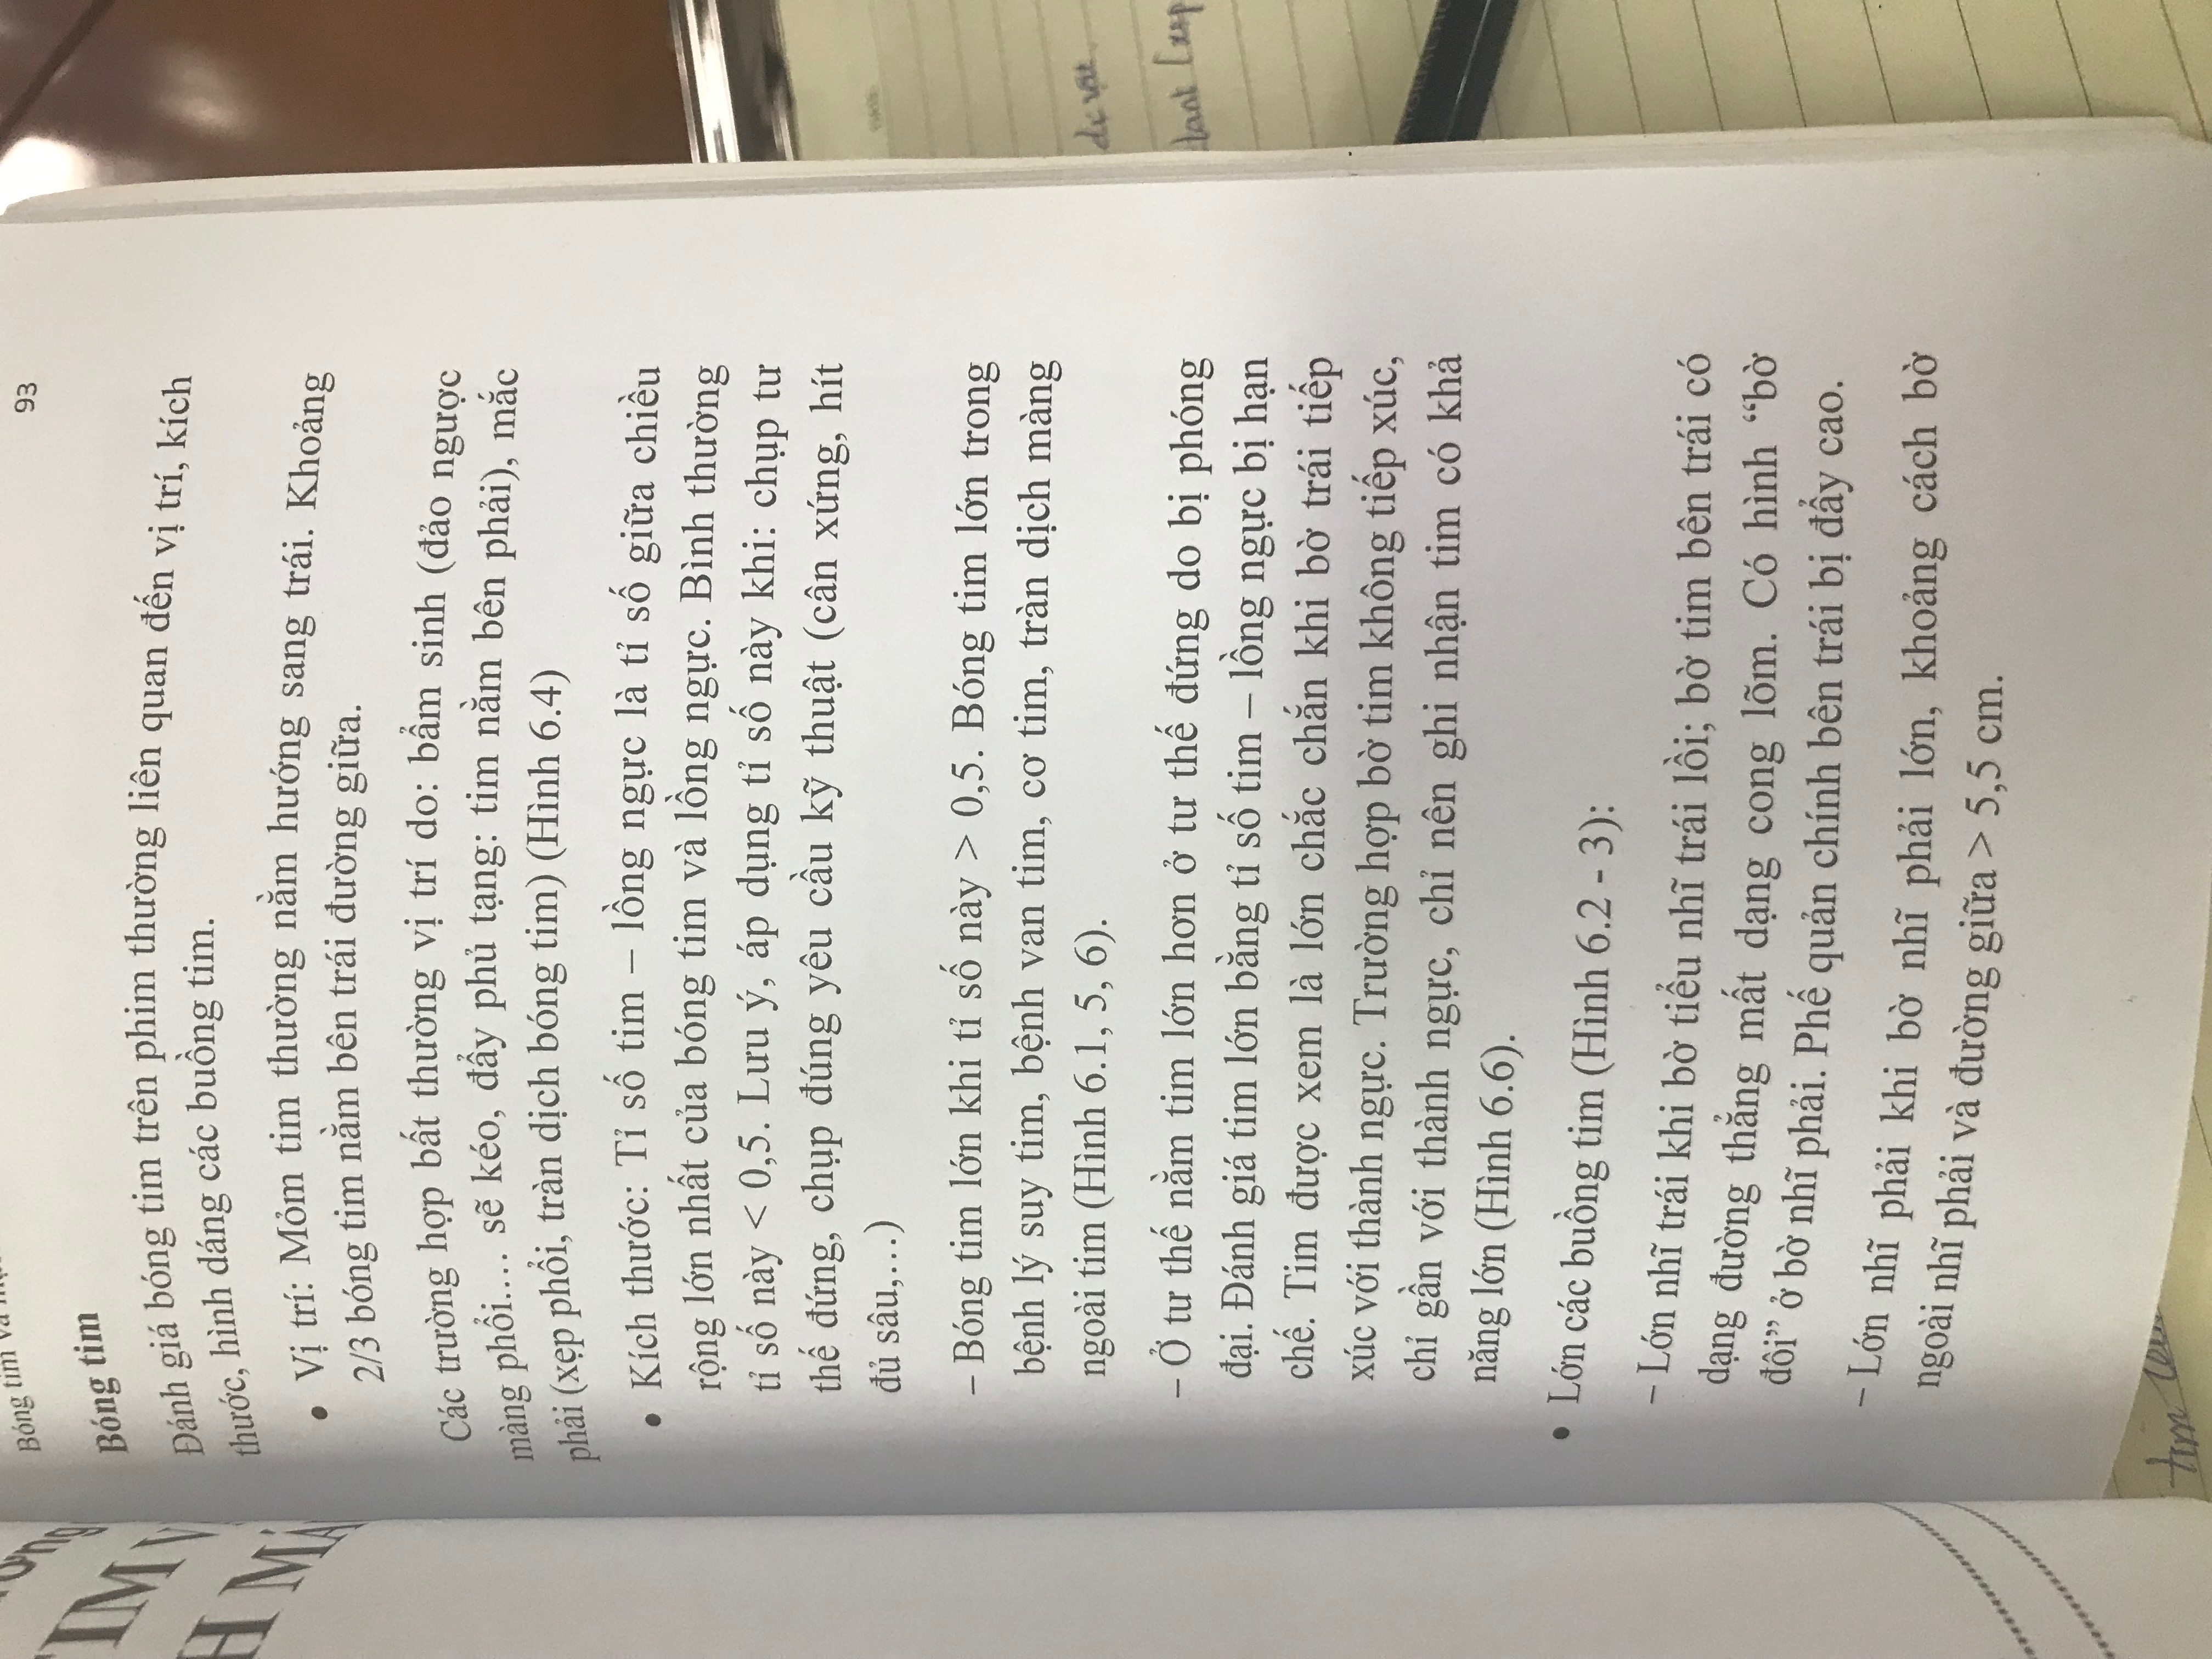 ương
TIM V
H MẠ
Bóng tim và
93
Bóng tim
Đánh giá bóng tim trên phim thường liên quan đến vị trí, kích
thước, hình dáng các buồng tim.
• Vị trí: Mỏm tim thường nằm hướng sang trái. Khoảng
2/3 bóng tim nằm bên trái đường giữa.
Các trường hợp bất thường vị trí do: bẩm sinh (đảo ngược
màng phổi.... sẽ kéo, đẩy phủ tạng: tim nằm bên phải), mắc
phải (xẹp phổi, tràn dịch bóng tim) (Hình 6.4)
• Kích thước: Tỉ số tim – lồng ngực là tỉ số giữa chiều
rộng lớn nhất của bóng tim và lồng ngực. Bình thường
tỉ số này < 0,5. Lưu ý, áp dụng tỉ số này khi: chụp tư
thế đứng, chụp đúng yêu cầu kỹ thuật (cân xứng, hít
đủ sâu,…)
– Bóng tim lớn khi tỉ số này > 0,5. Bóng tim lớn trong
bệnh lý suy tim, bệnh van tim, cơ tim, tràn dịch màng
ngoài tim (Hình 6.1, 5, 6).
– Ở tư thế nằm tim lớn hơn ở tư thế đứng do bị phóng
đại. Đánh giá tim lớn bằng tỉ số tim – lồng ngực bị hạn
chế. Tim được xem là lớn chắc chắn khi bờ trái tiếp
xúc với thành ngực. Trường hợp bờ tim không tiếp xúc,
chỉ gần với thành ngực, chỉ nên ghi nhận tim có khả
năng lớn (Hình 6.6).
• Lớn các buồng tim (Hình 6.2 - 3):
– Lớn nhĩ trái khi bờ tiểu nhĩ trái lồi; bờ tim bên trái có
dạng đường thẳng mất dạng cong lõm. Có hình “bờ
đôi” ở bờ nhĩ phải. Phế quản chính bên trái bị đẩy cao.
– Lớn nhĩ phải khi bờ nhĩ phải lớn, khoảng cách bờ
ngoài nhĩ phải và đường giữa > 5,5 cm.
dị vật
tim